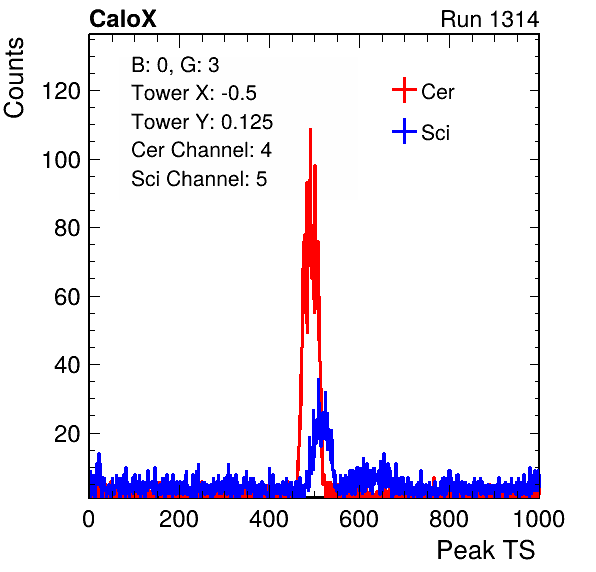 CaloX Run 1314
Counts
B: 0, G: 3
Tower X: -0.5
Tower Y: 0.125
Cer Channel: 4
Sci Channel: 5
Cer
Sci
120
100
80
60
40
20
0 200 400 600 800 1000
Peak TS